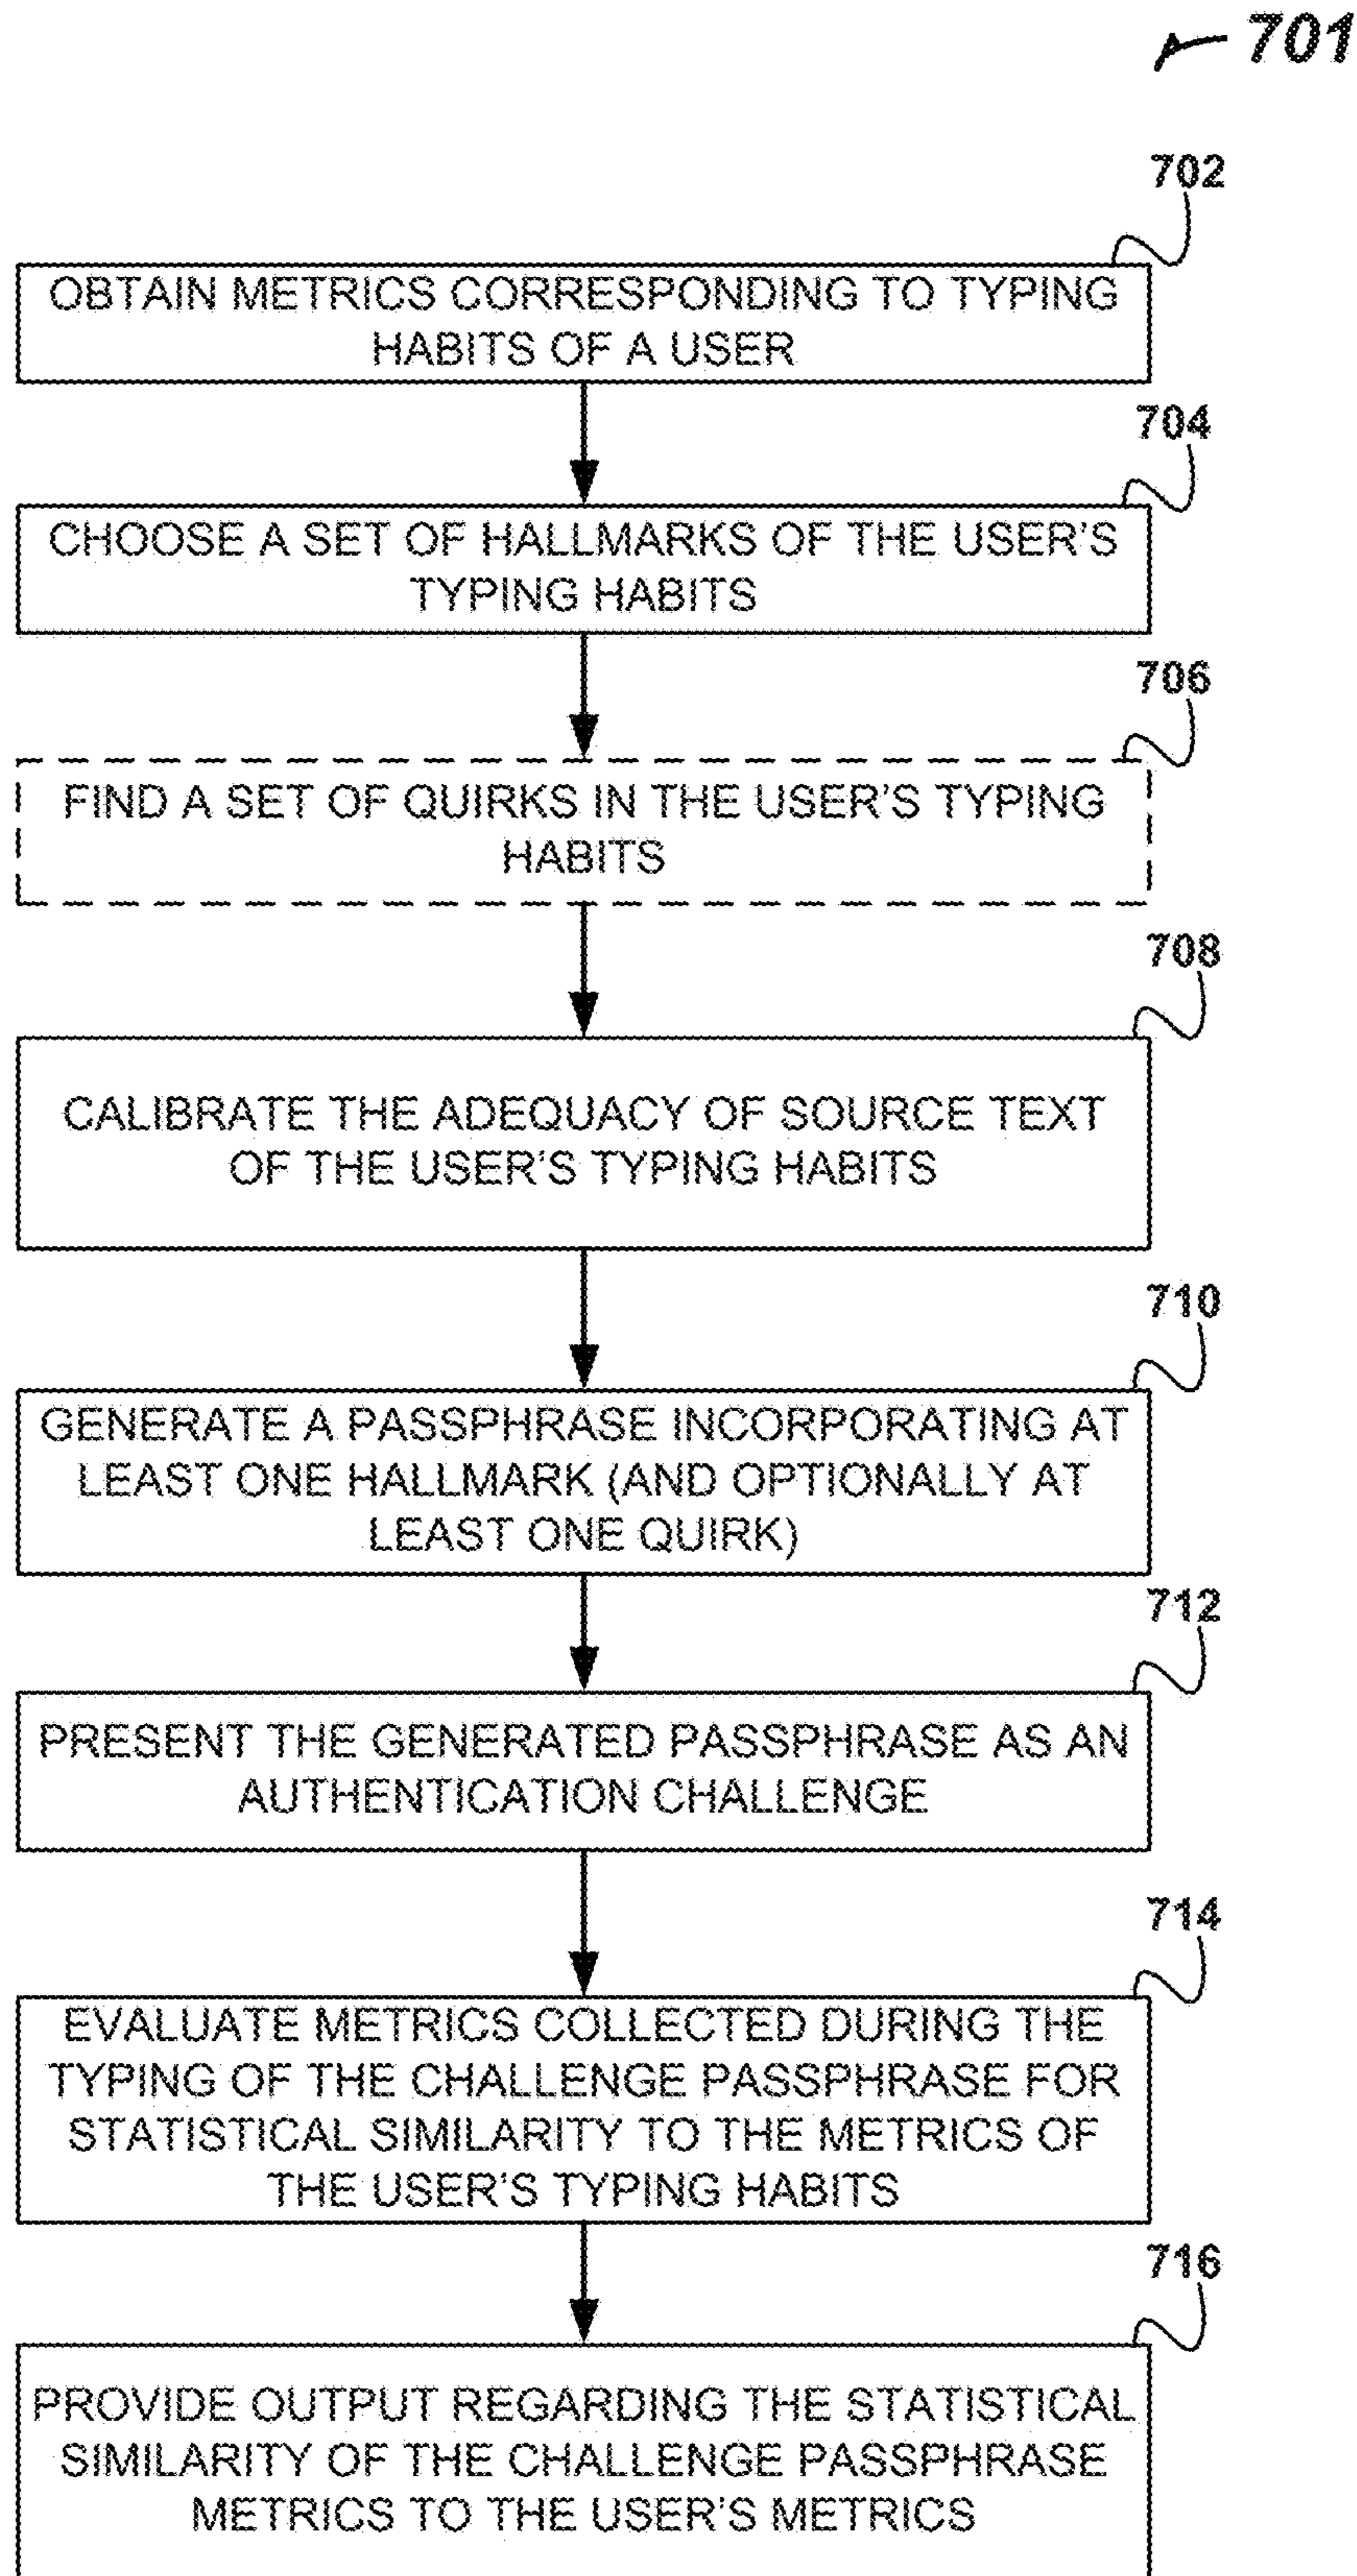 701
702
OBTAIN METRICS CORRESPONDING TO TYPING
HABITS OF A USER
704
CHOOSE A SET OF HALLMARKS OF THE USER'S
TYPING HABITS
706
FIND A SET OF QUIRKS IN THE USER'S TYPING
HABITS
708
CALIBRATE THE ADEQUACY OF SOURCE TEXT
OF THE USER'S TYPING HABITS
710
GENERATE A PASSPHRASE INCORPORATING AT
LEAST ONE HALLMARK (AND OPTIONALLY AT
LEAST ONE QUIRK)
712
PRESENT THE GENERATED PASSPHRASE AS AN
AUTHENTICATION CHALLENGE
714
EVALUATE METRICS COLLECTED DURING THE
TYPING OF THE CHALLENGE PASSPHRASE FOR
STATISTICAL SIMILARITY TO THE METRICS OF
THE USER'S TYPING HABITS
716
PROVIDE OUTPUT REGARDING THE STATISTICAL
SIMILARITY OF THE CHALLENGE PASSPHRASE
METRICS TO THE USER'S METRICS